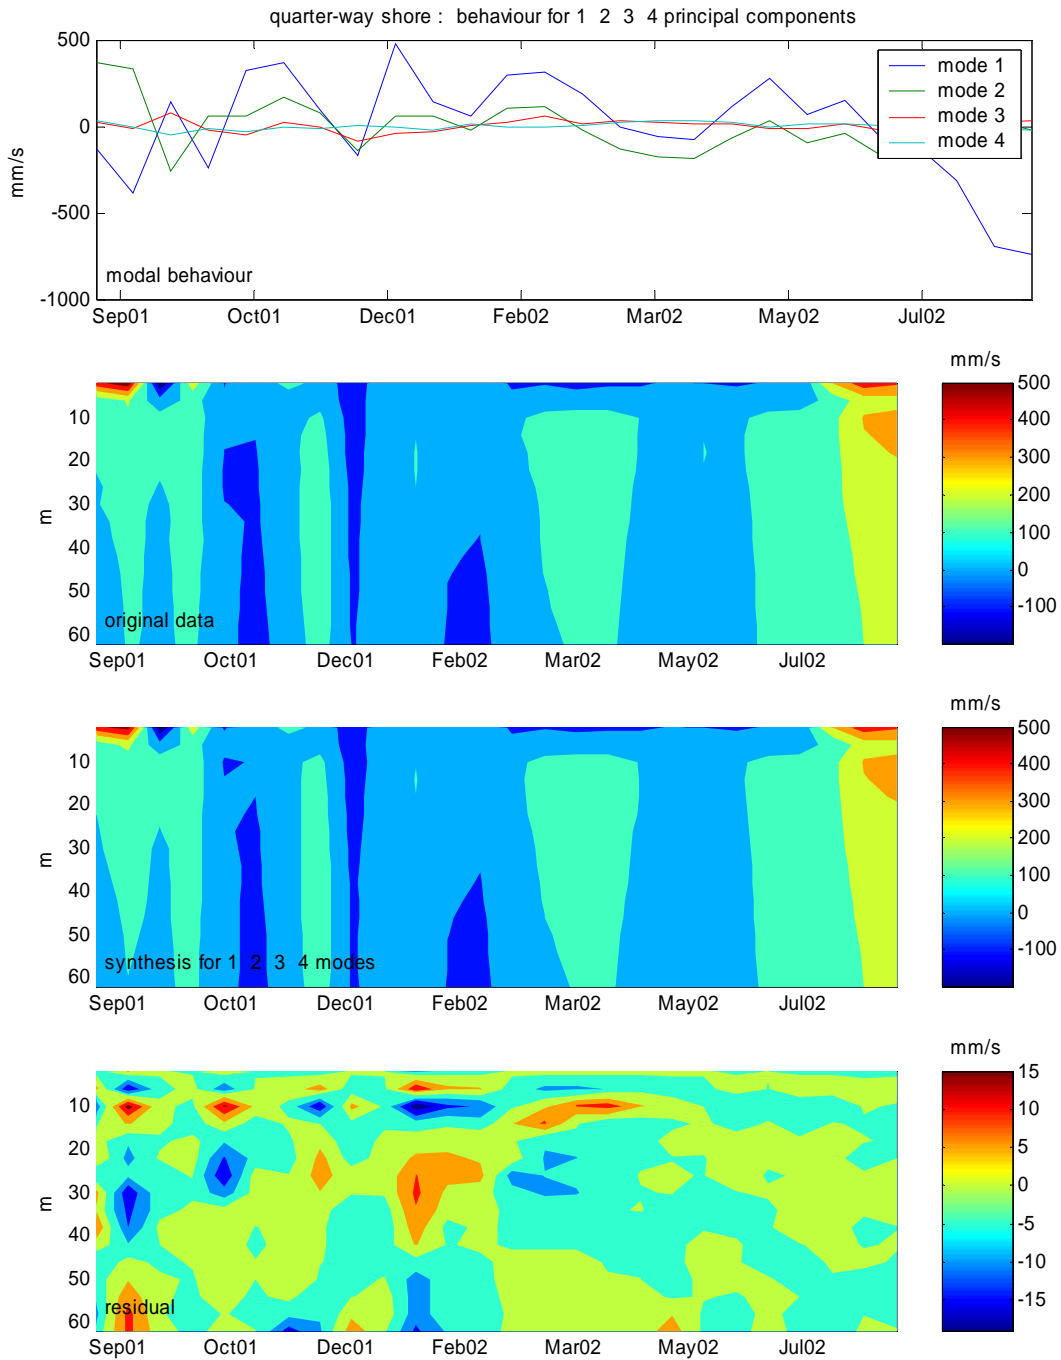 quarter-way shore :  behaviour for 1  2  3  4 principal components
500
0
-500
-1000
mm/s
mode 1
mode 2
mode 3
mode 4
modal behaviour
Sep01 Oct01 Dec01 Feb02 Mar02 May02 Jul02
mm/s
10
20
30
40
50
60
m
original data
Sep01 Oct01 Dec01 Feb02 Mar02 May02 Jul02
500
400
300
200
100
0
-100
mm/s
10
20
30
40
50
60
m
synthesis for 1  2  3  4 modes
Sep01 Oct01 Dec01 Feb02 Mar02 May02 Jul02
500
400
300
200
100
0
-100
mm/s
10
20
30
40
50
60
m
residual
Sep01 Oct01 Dec01 Feb02 Mar02 May02 Jul02
15
10
5
0
-5
-10
-15